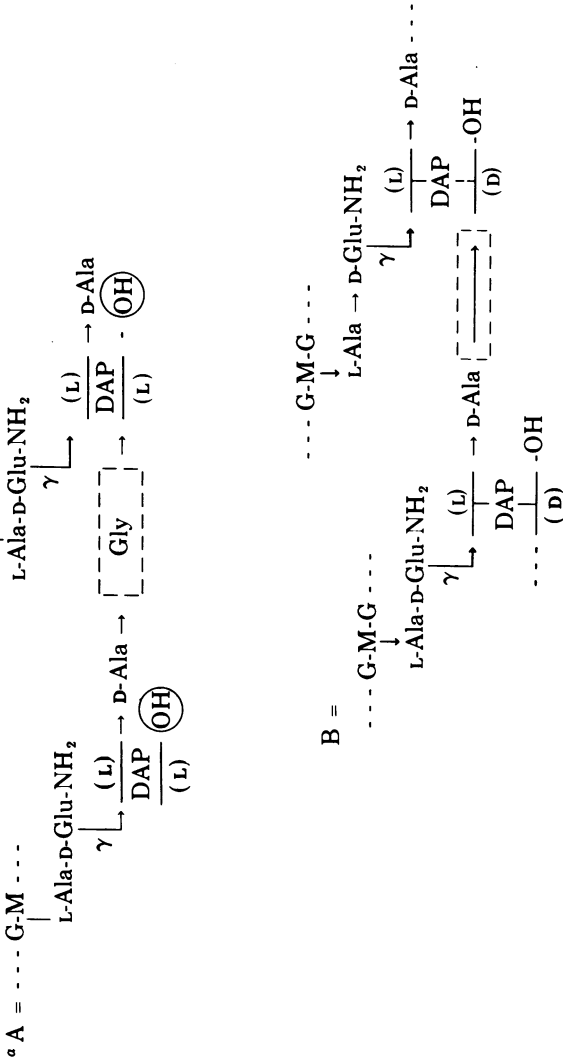 a A = ---- G-M ----
L-Ala-D-Glu-NH₂
γ
(L)
DAP
(L)
→ D-Ala →
OH
Gly
L-Ala-D-Glu-NH₂
γ
(L)
DAP
(L)
→ D-Ala
OH
B =
---- G-M-G ----
L-Ala-D-Glu-NH₂
γ
(L)
DAP
(D)
→ D-Ala
-OH
---- G-M-G ----
L-Ala → D-Glu-NH₂
γ
(L)
DAP
(D)
→ D-Ala ----
-OH